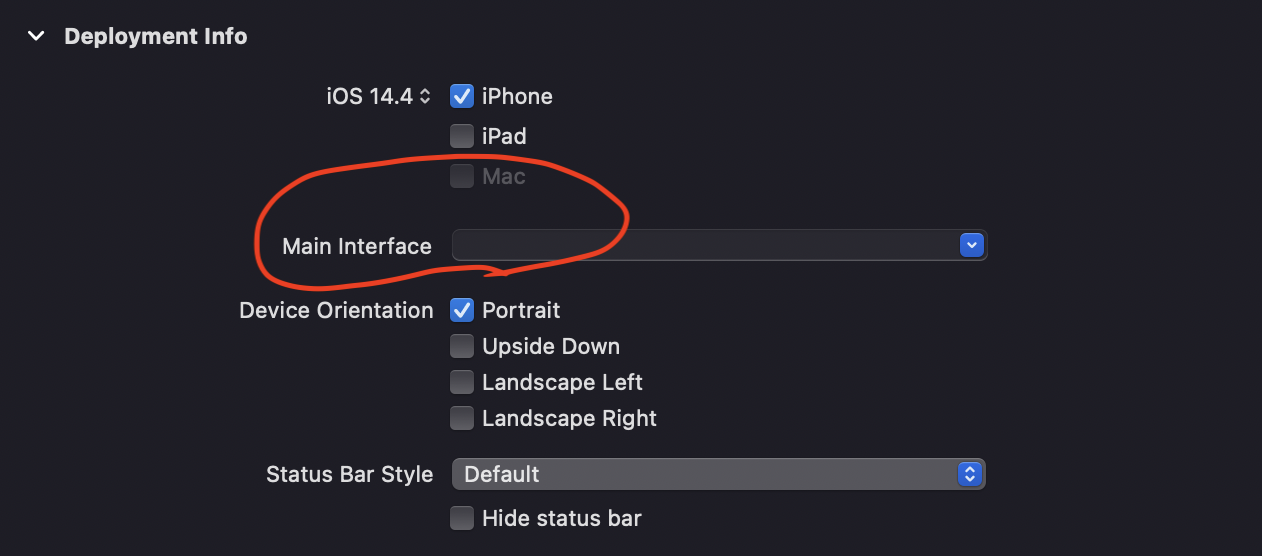 Deployment Info
iOS 14.4 iPhone
iPad
Mac
Main Interface
Device Orientation Portrait
Upside Down
Landscape Left
Landscape Right
Status Bar Style Default
Hide status bar